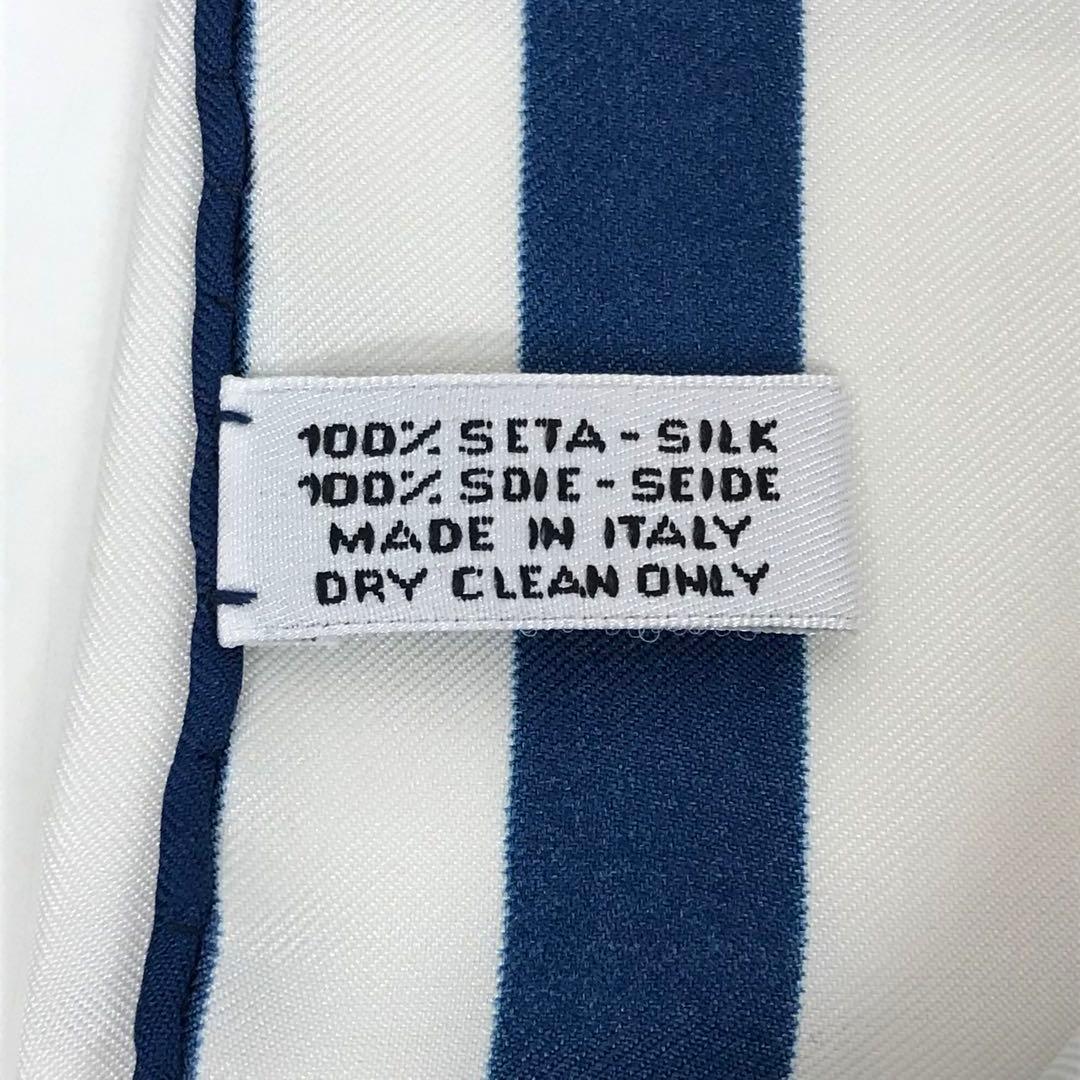 100% SETA - SILK
100% SOIE - SEIDE
MADE IN ITALY
DRY CLEAN ONLY